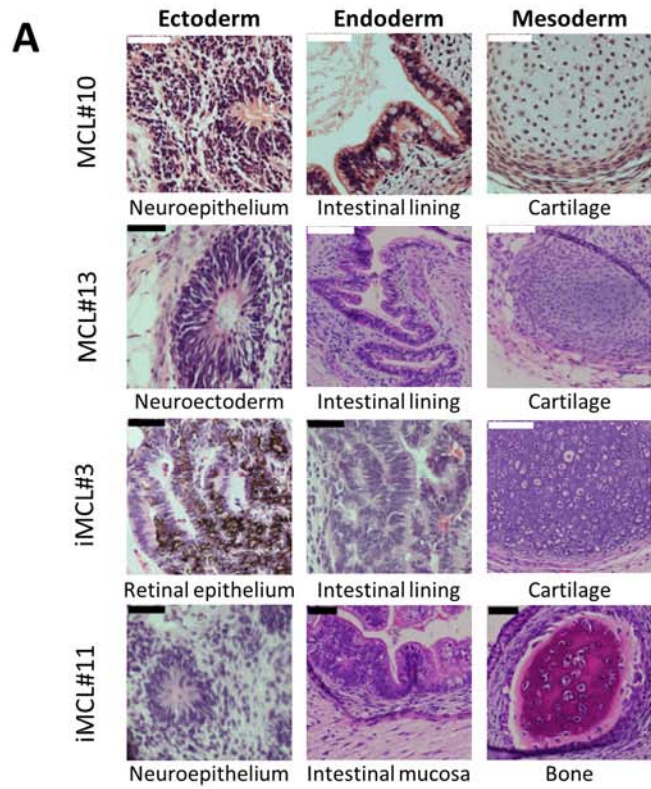 A
Ectoderm Endoderm Mesoderm
MCL#10
Neuroepithelium Intestinal lining Cartilage
MCL#13
Neuroectoderm Intestinal lining Cartilage
iMCL#3
Retinal epithelium Intestinal lining Cartilage
iMCL#11
Neuroepithelium Intestinal mucosa Bone